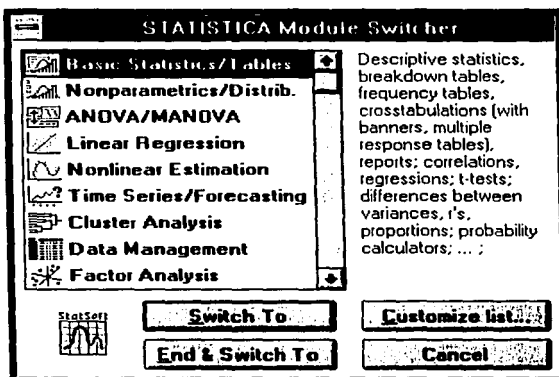 STATISTICA Module Switcher
Basic Statistics/Tables
Nonparametrics/Distrib.
ANOVA/MANOVA
Linear Regression
Nonlinear Estimation
Time Series/Forecasting
Cluster Analysis
Data Management
Factor Analysis
Descriptive statistics,
breakdown tables,
frequency tables,
crosstabulations (with
banners, multiple
response tables),
reports; correlations,
regressions; t-tests;
differences between
variances, r's,
proportions; probability
calculators; ... ;
StatSoft
Switch To
Customize list...
End & Switch To
Cancel